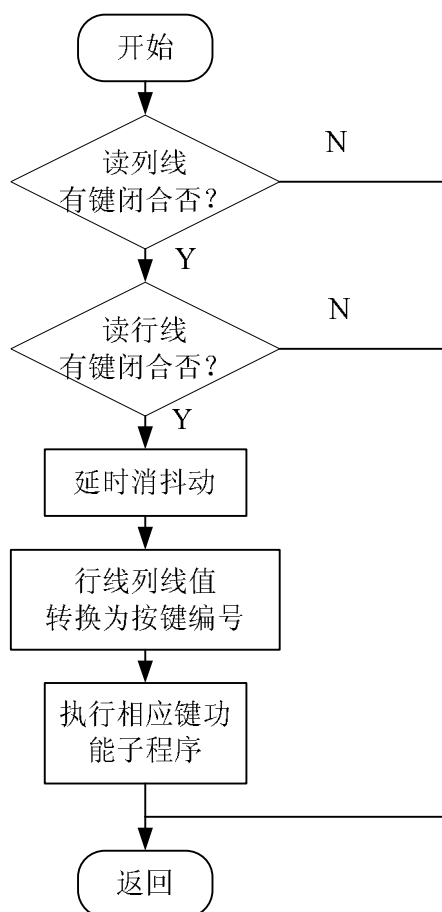 开始
读列线
有键闭合否?
N
Y
读行线
有键闭合否?
N
Y
延时消抖动
行线列线值
转换为按键编号
执行相应键功
能子程序
返回